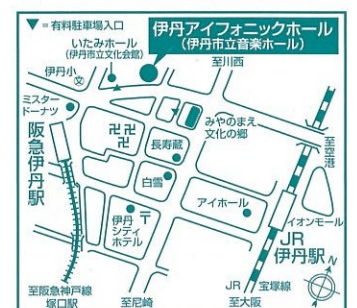 ▼=有料駐車場入口
伊丹アイフォニックホール
(伊丹市立音楽ホール)
いたみホール
(伊丹市立文化会館)
至川西
伊丹小 文
ミスター
ドーナツ
みやのまえ
文化の郷
阪急伊丹駅
卍卍
卍
長寿蔵
至空港
白雪
アイホール
伊丹
シティ
ホテル
〒
イオンモール
JR
伊丹駅
N
至阪急神戸線
塚口駅
至尼崎
JR 宝塚線
至大阪